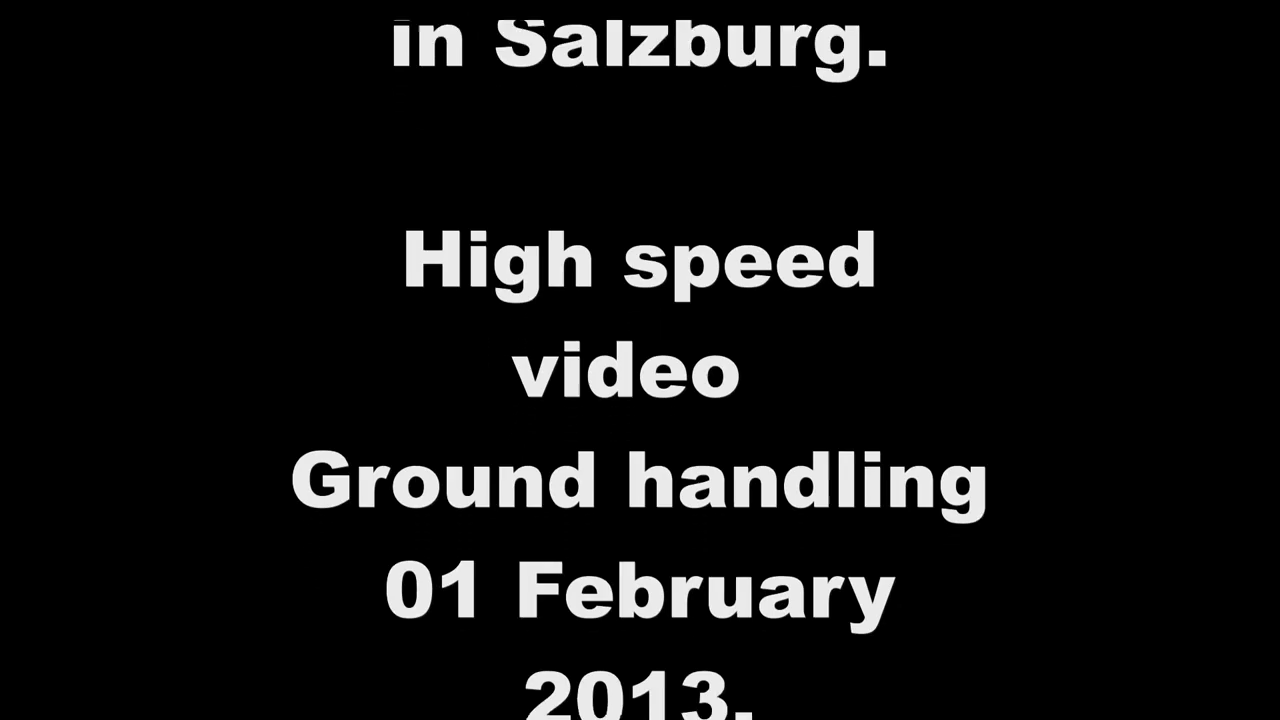 in Salzburg.
High speed
video
Ground handling
01 February
2013.